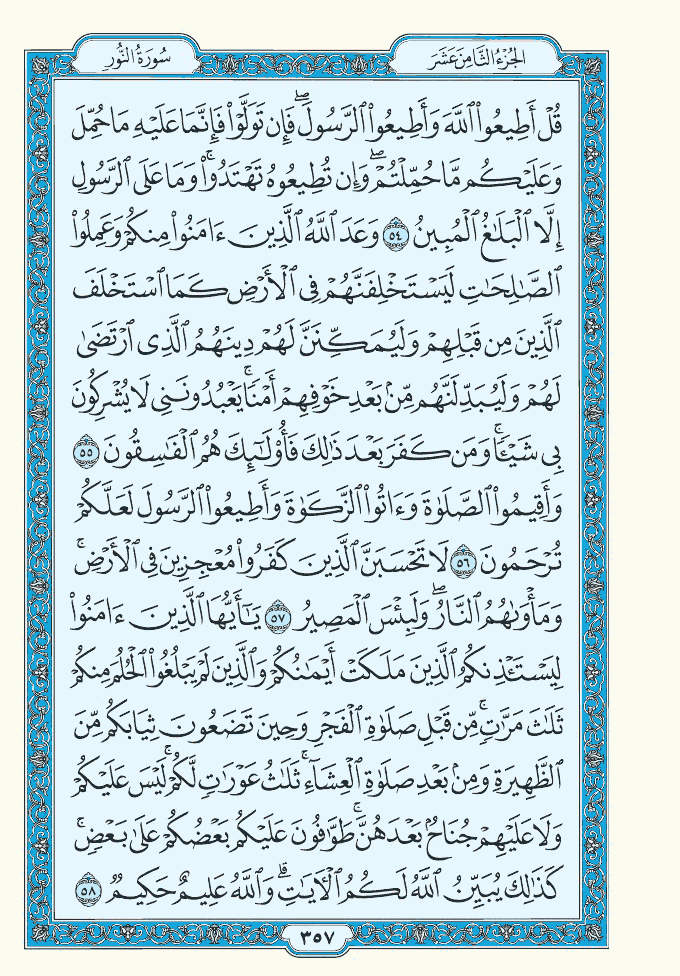 الجزء الثامن عشر
سورة النور
قُلْ أَطِيعُوا۟ ٱللَّهَ وَأَطِيعُوا۟ ٱلرَّسُولَۖ فَإِن تَوَلَّوْا۟ فَإِنَّمَا عَلَيْهِ مَا حُمِّلَ
وَعَلَيْكُم مَّا حُمِّلْتُمْۖ وَإِن تُطِيعُوهُ تَهْتَدُوا۟ۚ وَمَا عَلَى ٱلرَّسُولِ
إِلَّا ٱلْبَلَٰغُ ٱلْمُبِينُ ٥٤ وَعَدَ ٱللَّهُ ٱلَّذِينَ ءَامَنُوا۟ مِنكُمْ وَعَمِلُوا۟
ٱلصَّٰلِحَٰتِ لَيَسْتَخْلِفَنَّهُمْ فِى ٱلْأَرْضِ كَمَا ٱسْتَخْلَفَ
ٱلَّذِينَ مِن قَبْلِهِمْ وَلَيُمَكِّنَنَّ لَهُمْ دِينَهُمُ ٱلَّذِى ٱرْتَضَىٰ
لَهُمْ وَلَيُبَدِّلَنَّهُم مِّنۢ بَعْدِ خَوْفِهِمْ أَمْنًاۚ يَعْبُدُونَنِى لَا يُشْرِكُونَ
بِى شَيْـًٔاۚ وَمَن كَفَرَ بَعْدَ ذَٰلِكَ فَأُو۟لَٰٓئِكَ هُمُ ٱلْفَٰسِقُونَ ٥٥
وَأَقِيمُوا۟ ٱلصَّلَوٰةَ وَءَاتُوا۟ ٱلزَّكَوٰةَ وَأَطِيعُوا۟ ٱلرَّسُولَ لَعَلَّكُمْ
تُرْحَمُونَ ٥٦ لَا تَحْسَبَنَّ ٱلَّذِينَ كَفَرُوا۟ مُعْجِزِينَ فِى ٱلْأَرْضِۚ
وَمَأْوَىٰهُمُ ٱلنَّارُۖ وَلَبِئْسَ ٱلْمَصِيرُ ٥٧ يَٰٓأَيُّهَا ٱلَّذِينَ ءَامَنُوا۟
لِيَسْتَـْٔذِنكُمُ ٱلَّذِينَ مَلَكَتْ أَيْمَٰنُكُمْ وَٱلَّذِينَ لَمْ يَبْلُغُوا۟ ٱلْحُلُمَ مِنكُمْ
ثَلَٰثَ مَرَّٰتٍۚ مِّن قَبْلِ صَلَوٰةِ ٱلْفَجْرِ وَحِينَ تَضَعُونَ ثِيَابَكُم مِّنَ
ٱلظَّهِيرَةِ وَمِنۢ بَعْدِ صَلَوٰةِ ٱلْعِشَآءِۚ ثَلَٰثُ عَوْرَٰتٍ لَّكُمْۚ لَيْسَ عَلَيْكُمْ
وَلَا عَلَيْهِمْ جُنَاحٌۢ بَعْدَهُنَّۚ طَوَّٰفُونَ عَلَيْكُم بَعْضُكُمْ عَلَىٰ بَعْضٍۚ
كَذَٰلِكَ يُبَيِّنُ ٱللَّهُ لَكُمُ ٱلْـَٔايَٰتِۗ وَٱللَّهُ عَلِيمٌ حَكِيمٌ ٥٨
٣٥٧